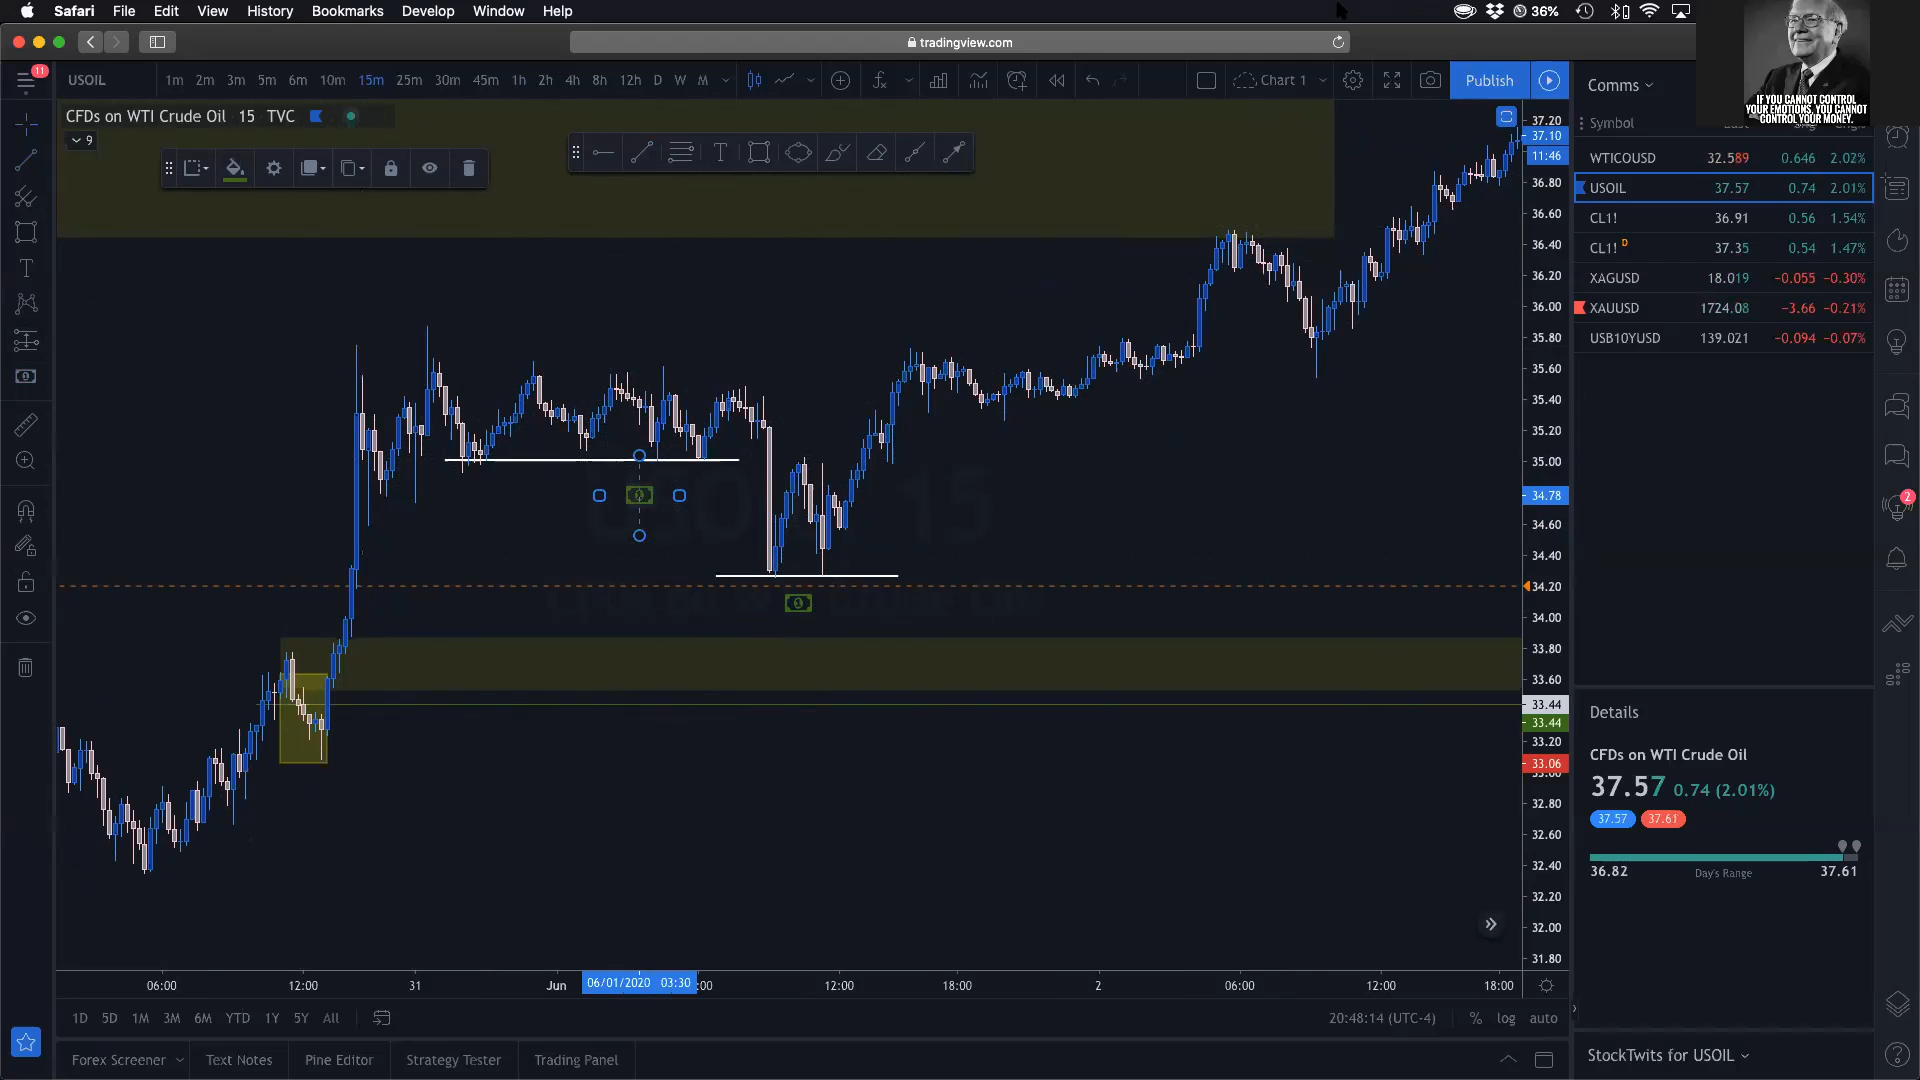 Safari File Edit View History Bookmarks Develop Window Help 36%
tradingview.com
IF YOU CANNOT CONTROL
YOUR EMOTIONS, YOU CANNOT
CONTROL YOUR MONEY.
11
USOIL 1m 2m 3m 5m 6m 10m 15m 25m 30m 45m 1h 2h 4h 8h 12h D W M Chart 1 Publish
CFDs on WTI Crude Oil 15 TVC
9
37.20
37.10
11:46
36.80
36.60
36.40
36.20
36.00
35.80
35.60
35.40
35.20
35.00
34.78
34.60
34.40
34.20
34.00
33.80
33.60
33.44
33.44
33.20
33.06
33.00
32.80
32.60
32.40
32.20
32.00
31.80
06:00 12:00 31 Jun 06/01/2020 03:30 :00 12:00 18:00 2 06:00 12:00 18:00
1D 5D 1M 3M 6M YTD 1Y 5Y All 20:48:14 (UTC-4) % log auto
Forex Screener Text Notes Pine Editor Strategy Tester Trading Panel
Comms
Symbol
WTICOUSD 32.589 0.646 2.02%
USOIL 37.57 0.74 2.01%
CL1! 36.91 0.56 1.54%
CL1! D 37.35 0.54 1.47%
XAGUSD 18.019 −0.055 −0.30%
XAUUSD 1724.08 −3.66 −0.21%
USB10YUSD 139.021 −0.094 −0.07%
2
Details
CFDs on WTI Crude Oil
37.57 0.74 (2.01%)
37.57 37.61
36.82 Day's Range 37.61
StockTwits for USOIL